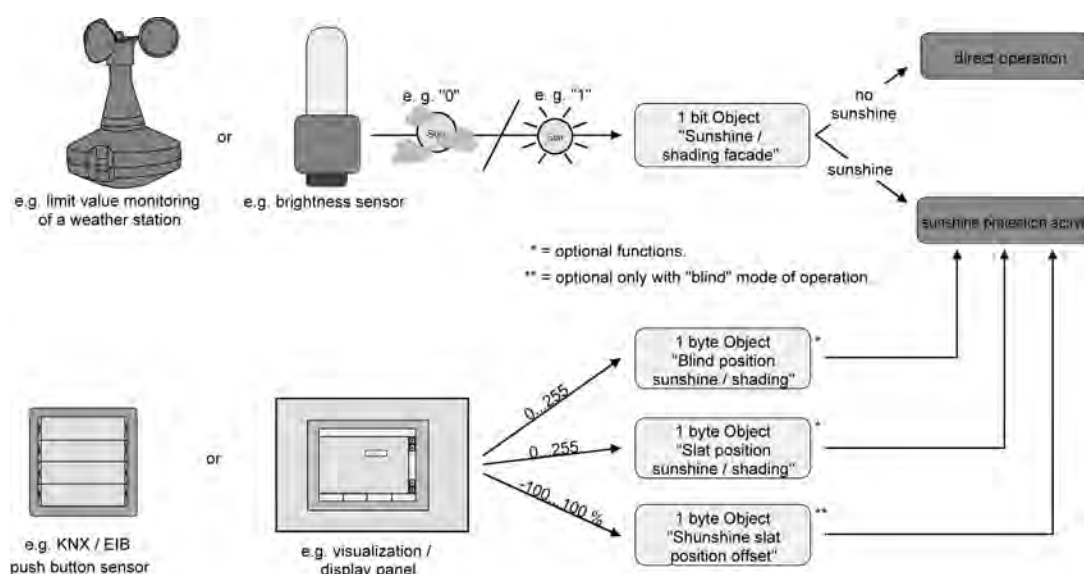 direct operation
e. g. "0"
e. g. "1"
no
sunshine
or
Sun
Sun
1 bit Object
"Sunshine /
shading facade"
sunshine
e.g. limit value monitoring
of a weather station
e.g. brightness sensor
sunshine protection active
* = optional functions.
** = optional only with "blind" mode of operation.
1 byte Object
"Blind position
sunshine / shading"
*
0...255
or
0...255
1 byte Object
"Slat position
sunshine / shading"
*
-100...100 %
1 byte Object
"Shunshine slat
position offset"
**
e.g. KNX / EIB
push button sensor
e.g. visualization /
display panel